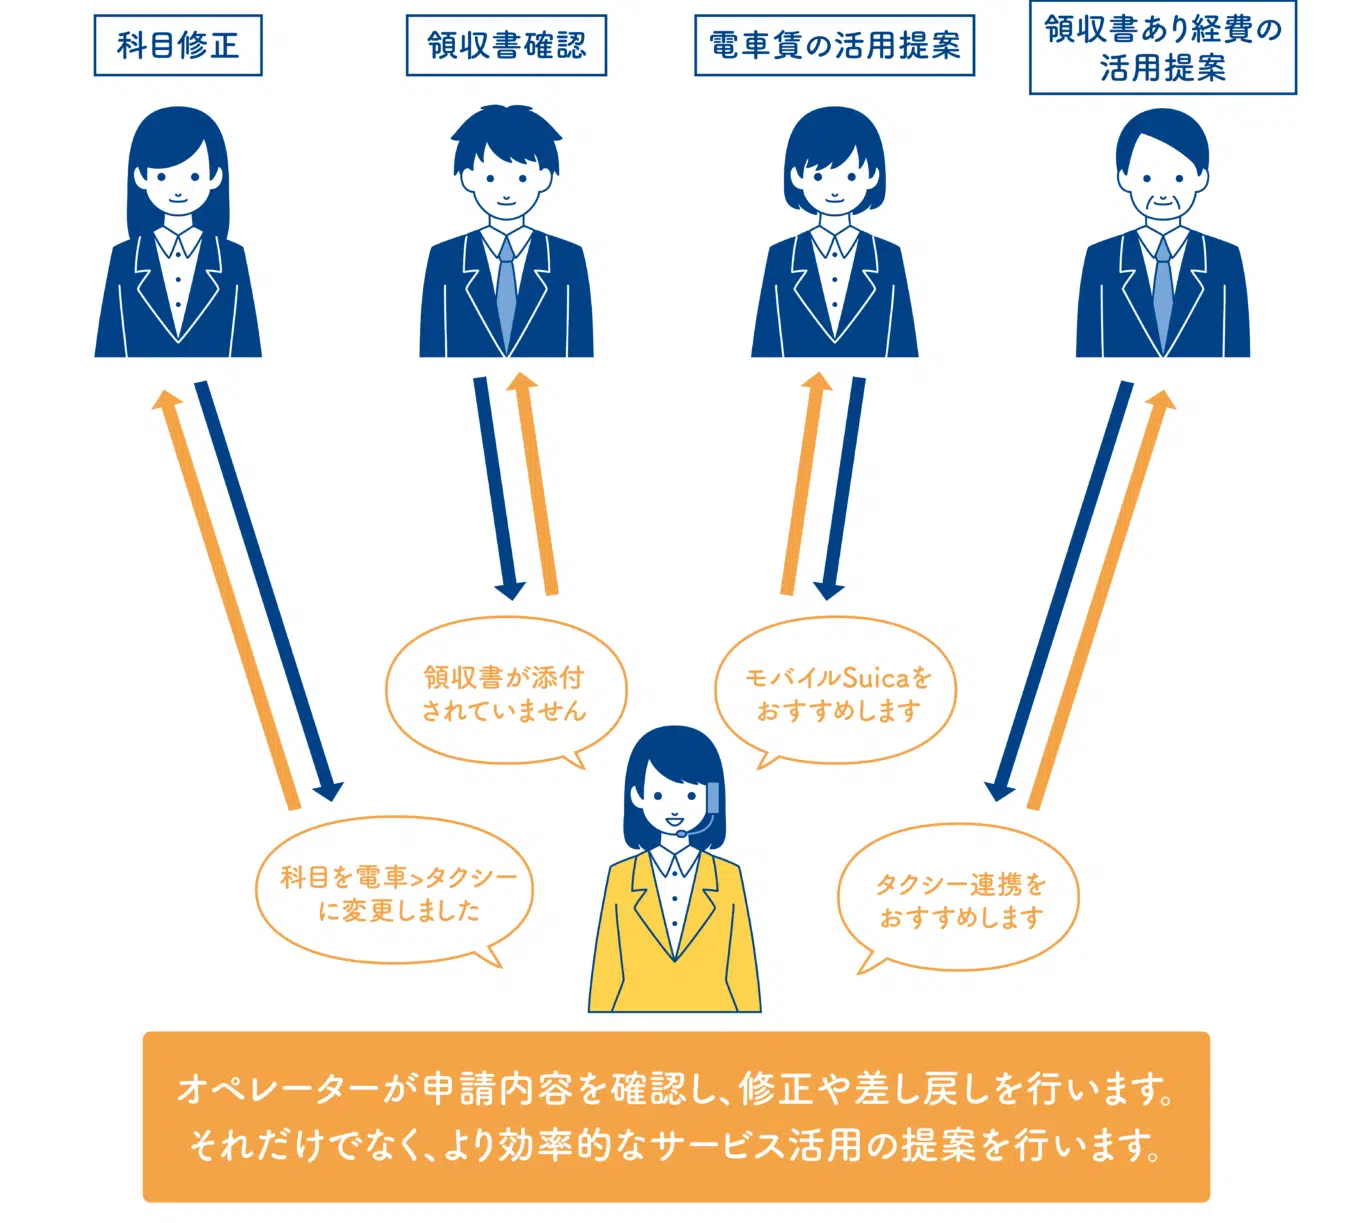 科目修正
領収書確認
電車賃の活用提案
領収書あり経費の
活用提案
領収書が添付
されていません
モバイルSuicaを
おすすめします
科目を電車>タクシー
に変更しました
タクシー連携を
おすすめします
オペレーターが申請内容を確認し、修正や差し戻しを行います。
それだけでなく、より効率的なサービス活用の提案を行います。